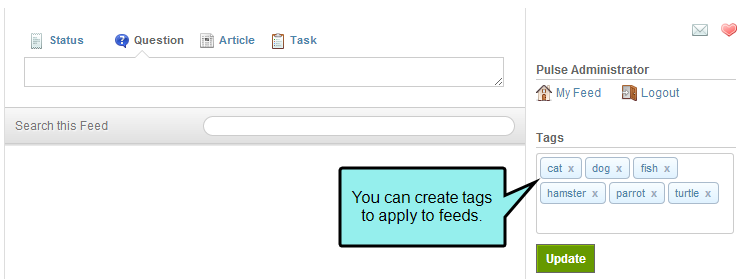 Status Question Article Task
Search this Feed
Pulse Administrator
My Feed Logout
Tags
cat x dog x fish x
hamster x parrot x turtle x
You can create tags
to apply to feeds.
Update